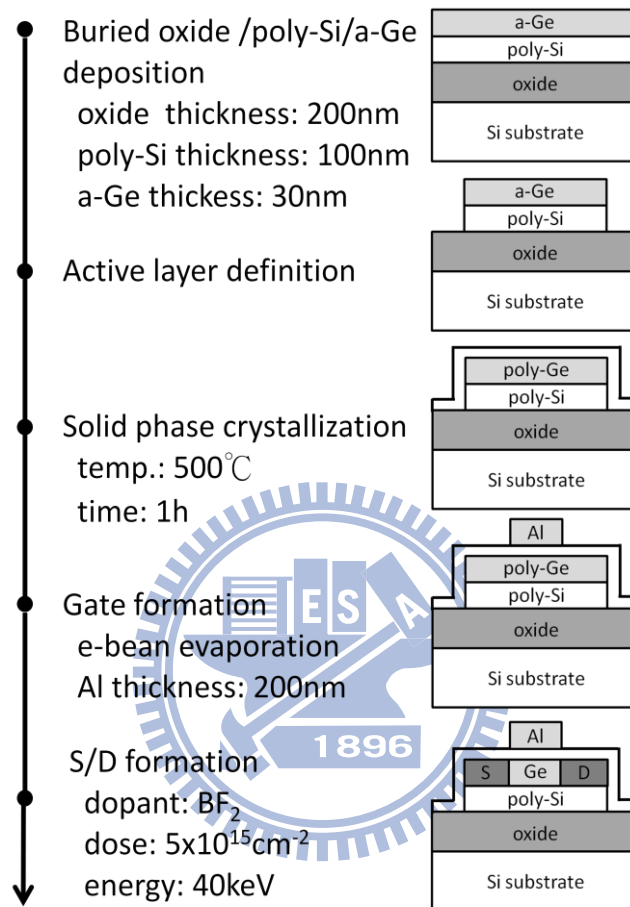 Buried oxide /poly-Si/a-Ge
deposition
oxide thickness: 200nm
poly-Si thickness: 100nm
a-Ge thickess: 30nm
a-Ge
poly-Si
oxide
Si substrate
Active layer definition
a-Ge
poly-Si
oxide
Si substrate
Solid phase crystallization
temp.: 500℃
time: 1h
poly-Ge
poly-Si
oxide
Si substrate
Gate formation
e-bean evaporation
Al thickness: 200nm
Al
poly-Ge
poly-Si
oxide
Si substrate
S/D formation
dopant: BF₂
dose: 5x10¹⁵cm⁻²
energy: 40keV
Al
S Ge D
poly-Si
oxide
Si substrate
E S A
1896